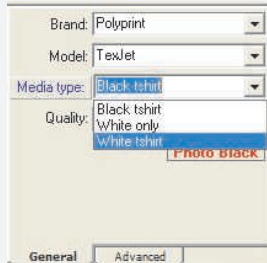 Brand: Polyprint
Model: TexJet
Media type: Black tshirt
Quality: Black tshirt
White only
White tshirt
Photo Black
General Advanced